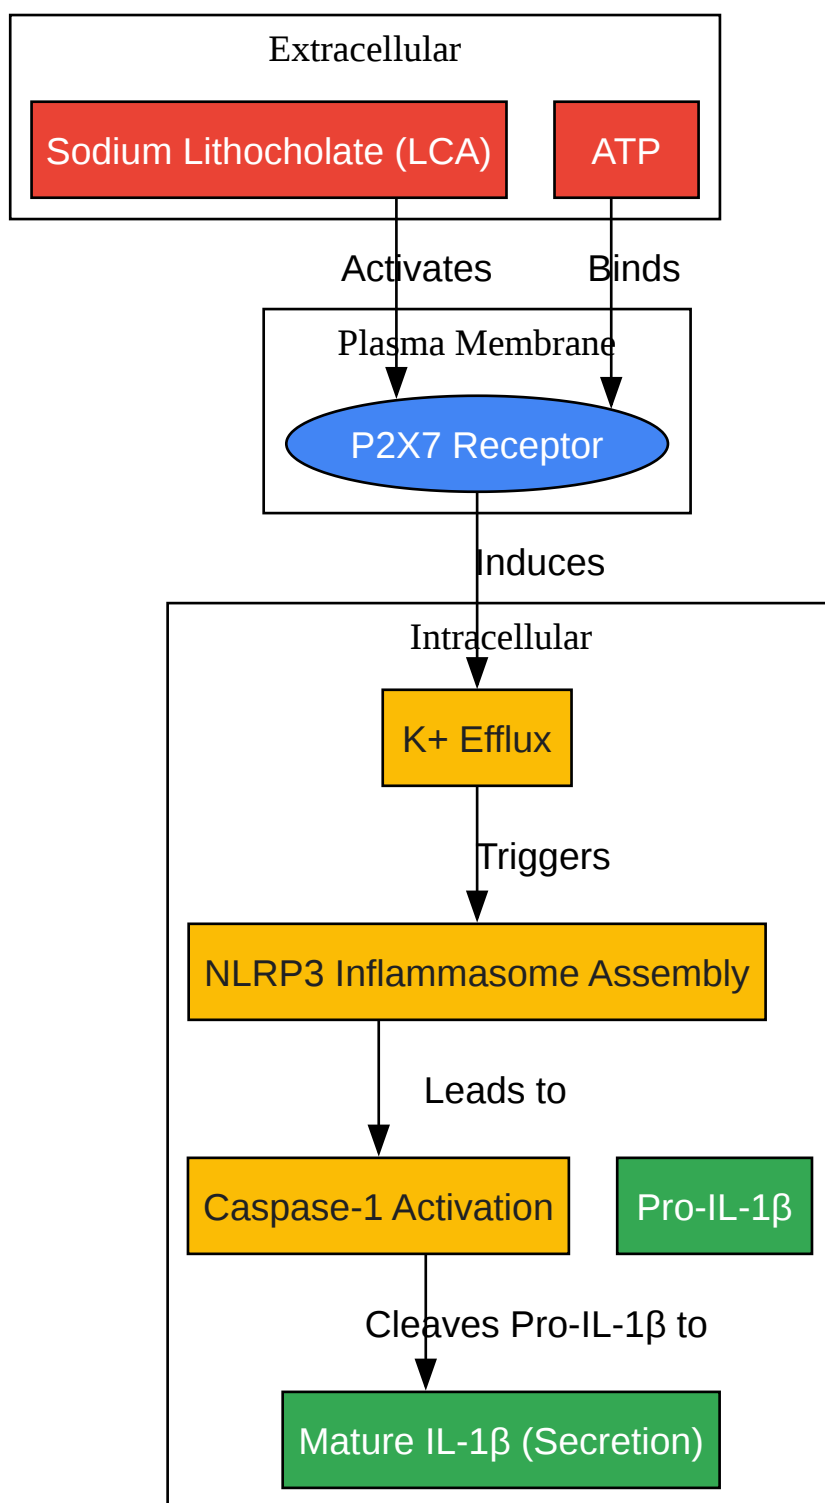 Extracellular
Sodium Lithocholate (LCA)
ATP
Activates
Binds
Plasma Membrane
P2X7 Receptor
Induces
Intracellular
K+ Efflux
Triggers
NLRP3 Inflammasome Assembly
Leads to
Caspase-1 Activation
Pro-IL-1β
Cleaves Pro-IL-1β to
Mature IL-1β (Secretion)